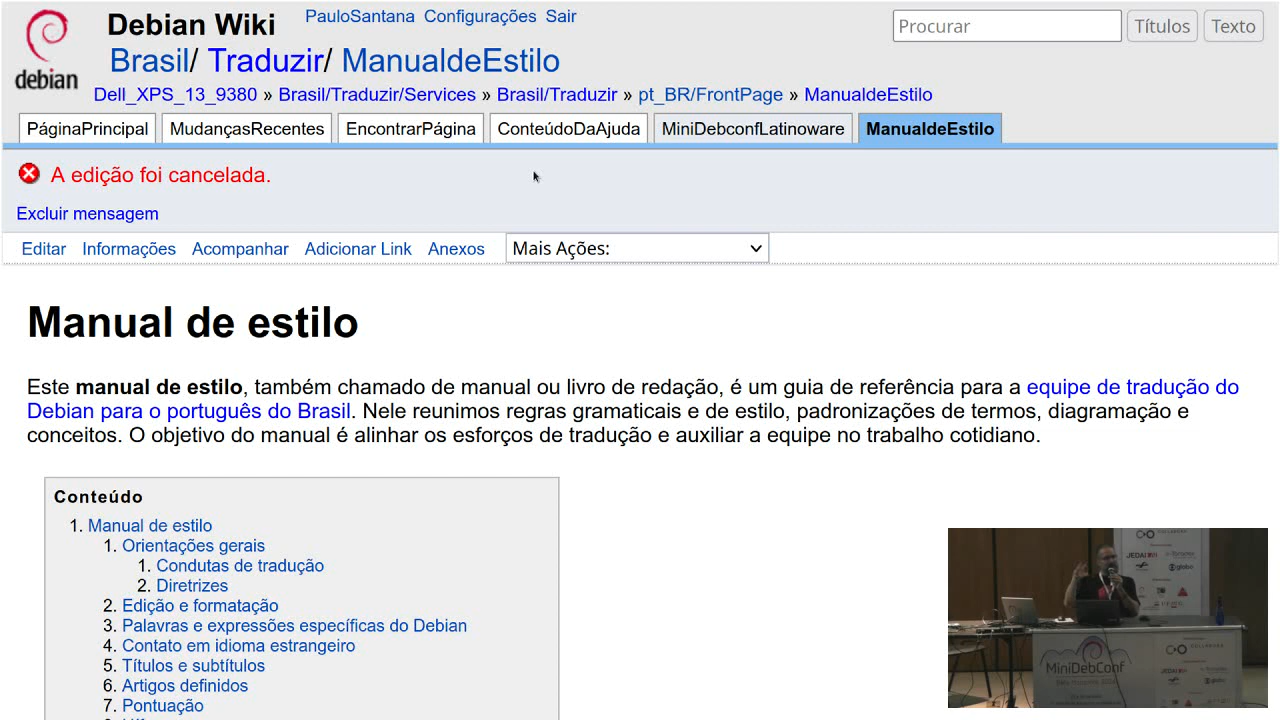 debian
Debian Wiki
PauloSantana Configurações Sair
Procurar
Títulos
Texto
Brasil/ Traduzir/ ManualdeEstilo
Dell_XPS_13_9380 » Brasil/Traduzir/Services » Brasil/Traduzir » pt_BR/FrontPage » ManualdeEstilo
PáginaPrincipal MudançasRecentes EncontrarPágina ConteúdoDaAjuda MiniDebconfLatinoware ManualdeEstilo
A edição foi cancelada.
Excluir mensagem
Editar Informações Acompanhar Adicionar Link Anexos Mais Ações:
Manual de estilo
Este manual de estilo, também chamado de manual ou livro de redação, é um guia de referência para a equipe de tradução do
Debian para o português do Brasil. Nele reunimos regras gramaticais e de estilo, padronizações de termos, diagramação e
conceitos. O objetivo do manual é alinhar os esforços de tradução e auxiliar a equipe no trabalho cotidiano.
Conteúdo
1. Manual de estilo
1. Orientações gerais
1. Condutas de tradução
2. Diretrizes
2. Edição e formatação
3. Palavras e expressões específicas do Debian
4. Contato em idioma estrangeiro
5. Títulos e subtítulos
6. Artigos definidos
7. Pontuação
COLLABORA
JEDAI
globo
MiniDebConf
COLLABORA
JEDAI
globo